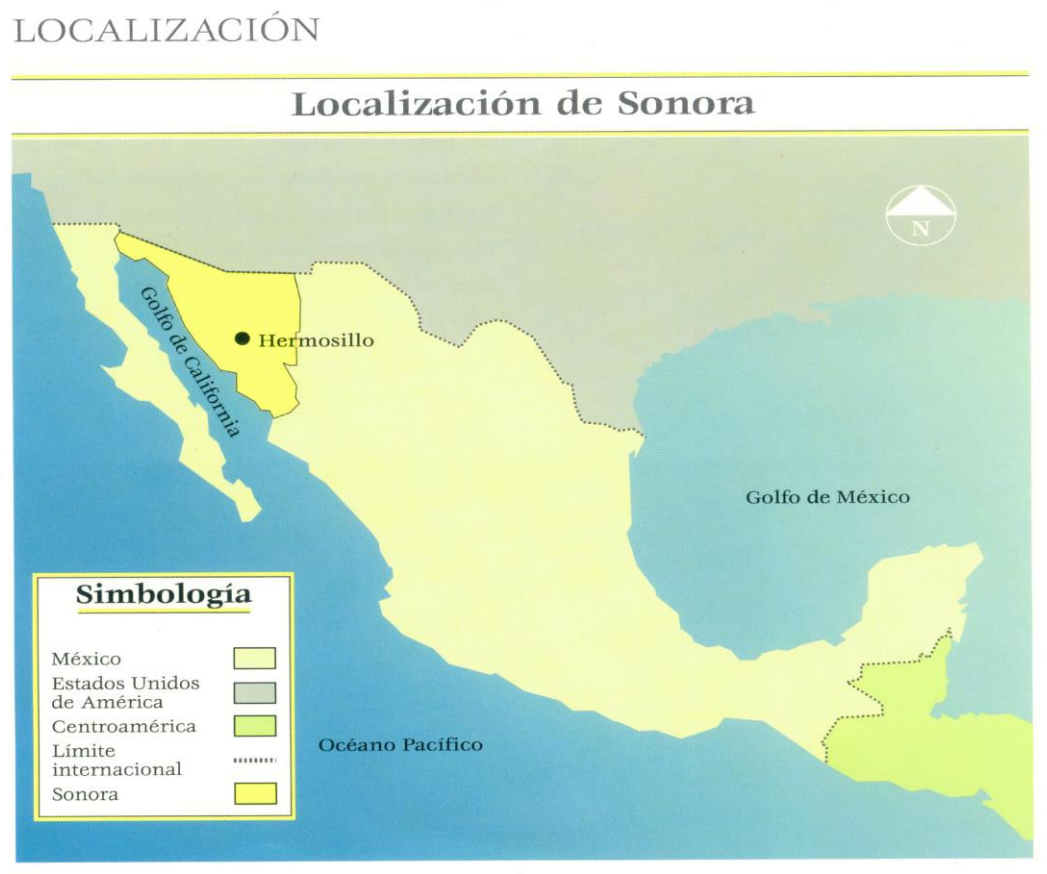 LOCALIZACIÓN
Localización de Sonora
N
Golfo de California
Hermosillo
Golfo de México
Océano Pacífico
Simbología
México
Estados Unidos
de América
Centroamérica
Límite
internacional
Sonora